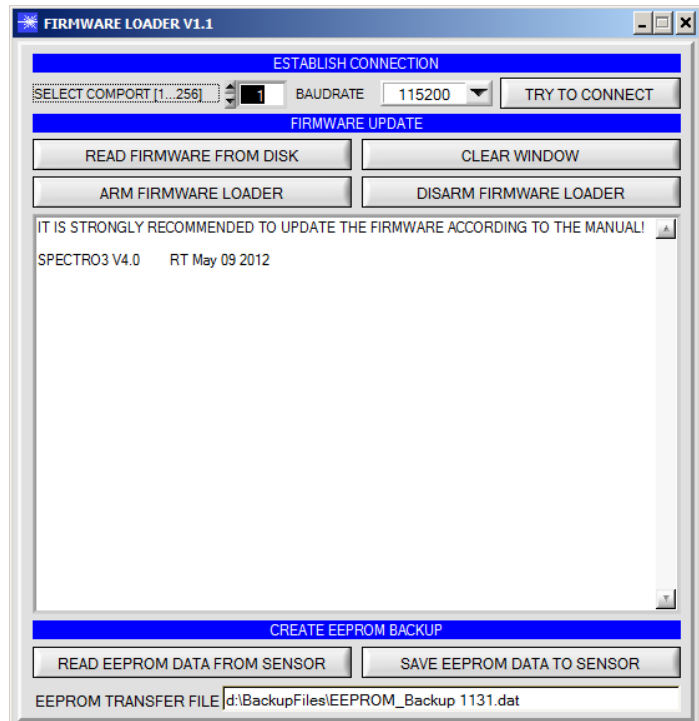 FIRMWARE LOADER V1.1
ESTABLISH CONNECTION
SELECT COMPORT [1...256] 1 BAUDRATE 115200 TRY TO CONNECT
FIRMWARE UPDATE
READ FIRMWARE FROM DISK CLEAR WINDOW
ARM FIRMWARE LOADER DISARM FIRMWARE LOADER
IT IS STRONGLY RECOMMENDED TO UPDATE THE FIRMWARE ACCORDING TO THE MANUAL!
SPECTRO3 V4.0 RT May 09 2012
CREATE EEPROM BACKUP
READ EEPROM DATA FROM SENSOR SAVE EEPROM DATA TO SENSOR
EEPROM TRANSFER FILE d:\BackupFiles\EEPROM_Backup 1131.dat